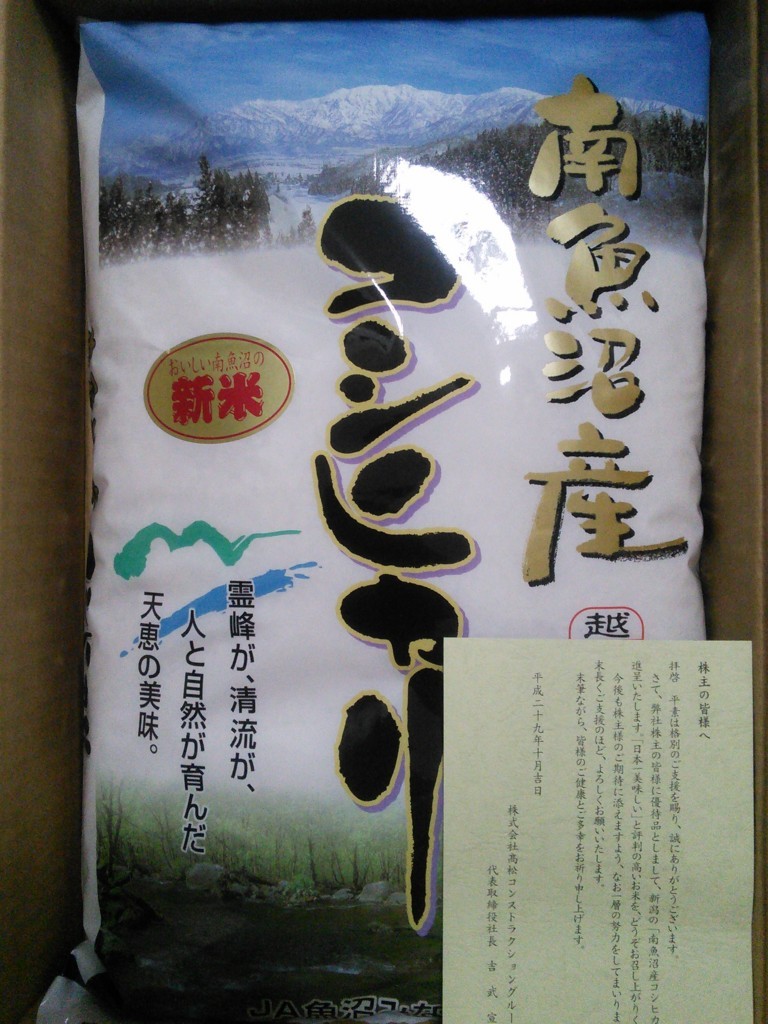 南魚沼産
コシヒカリ
おいしい南魚沼の
新米
霊峰が、清流が、
人と自然が育んだ
天恵の美味。
越
JA魚沼み
株主の皆様へ
拝啓　平素は格別のご支援を賜り、誠にありがとうございます。
さて、弊社株主の皆様に優待品としまして、新潟の「南魚沼産コシヒカ
進呈いたします。「日本一美味しい」と評判の高いお米を、どうぞお召し上がりく
今後も株主様のご期待に添えますよう、なお一層の努力をしてまいりま
末長くご支援のほど、よろしくお願いいたします。
末筆ながら、皆様のご健康とご多幸をお祈り申し上げます。
平成二十九年十月吉日
株式会社髙松コンストラクショングルー
代表取締役社長　吉武宣